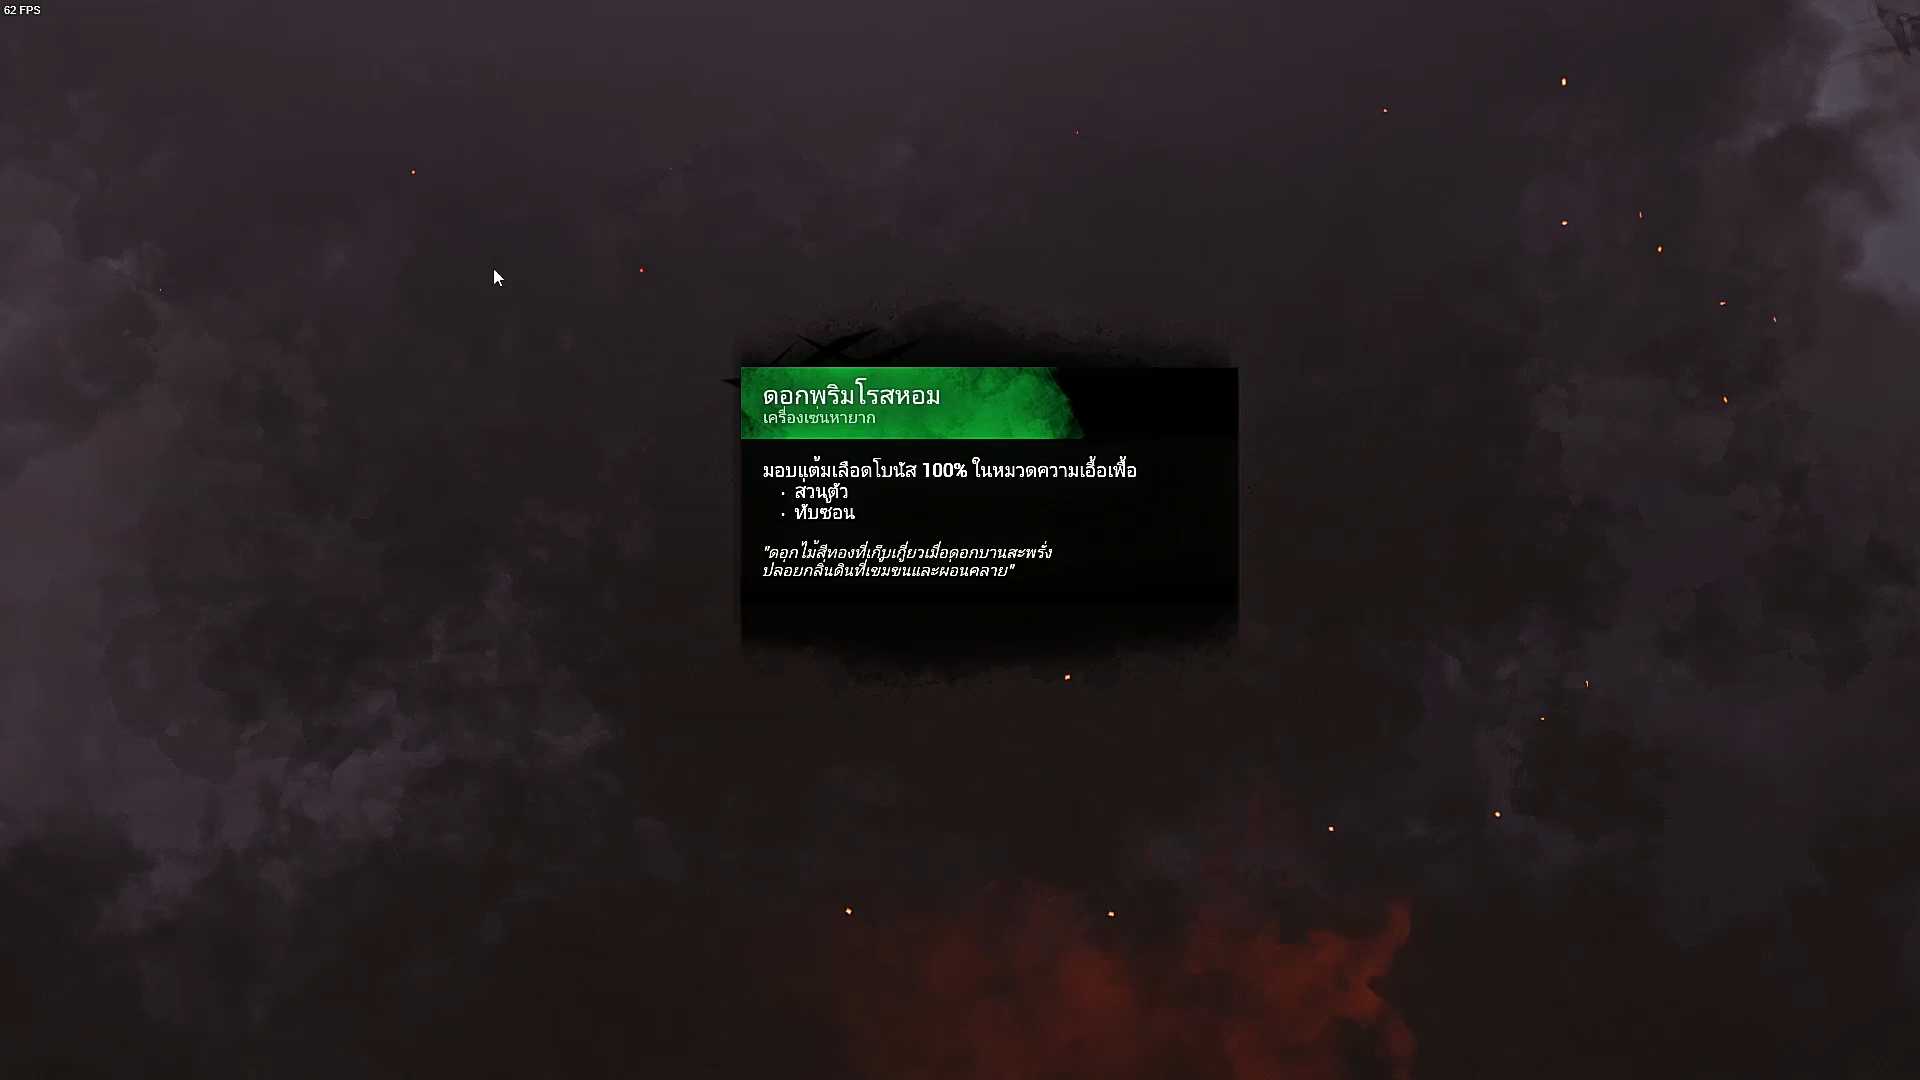 62 FPS
ดอกพริมโรสหอม
เครื่องเซ่นหายาก
มอบแต้มเลือดโบนัส 100% ในหมวดความเอื้อเฟื้อ
· ส่วนตัว
· ทับซ้อน
"ดอกไม้สีทองที่เก็บเกี่ยวเมื่อดอกบานสะพรั่ง
ปล่อยกลิ่นดินที่เข้มข้นและผ่อนคลาย"